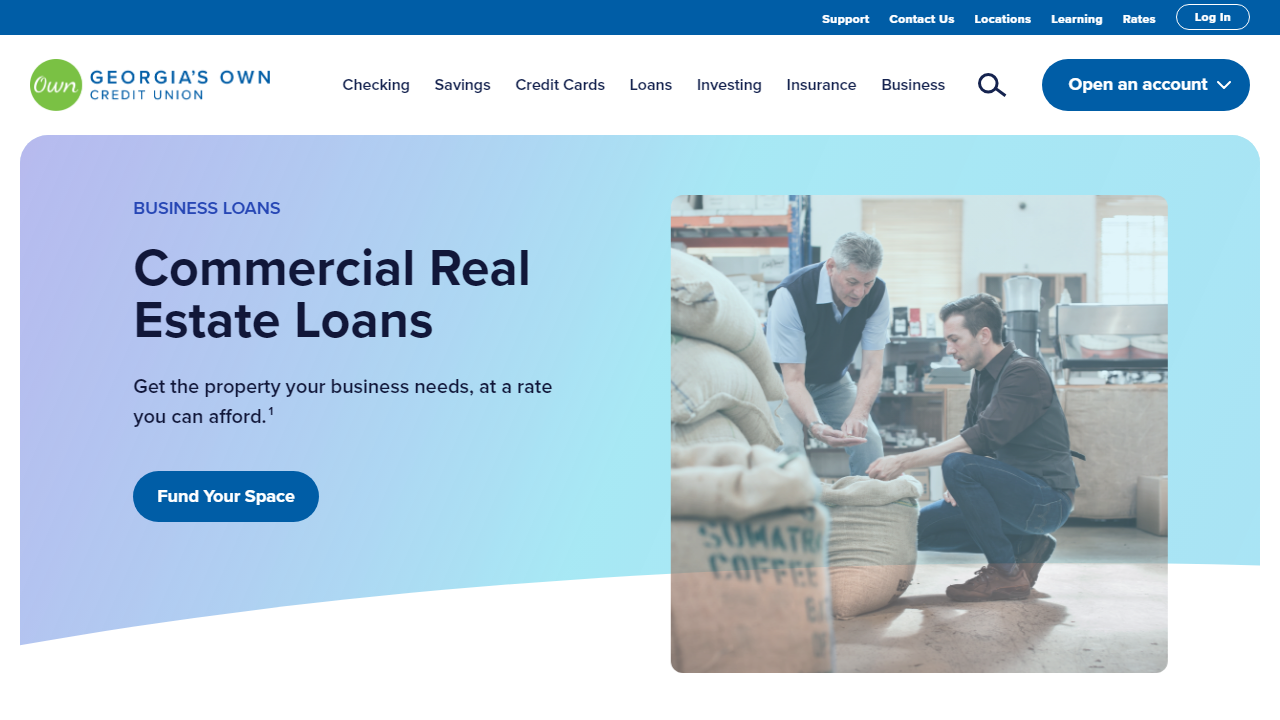 Support Contact Us Locations Learning Rates Log In
Own GEORGIA'S OWN
CREDIT UNION
Checking Savings Credit Cards Loans Investing Insurance Business Open an account
BUSINESS LOANS
Commercial Real
Estate Loans
Get the property your business needs, at a rate
you can afford.¹
Fund Your Space
SUMATRA
COFFEE